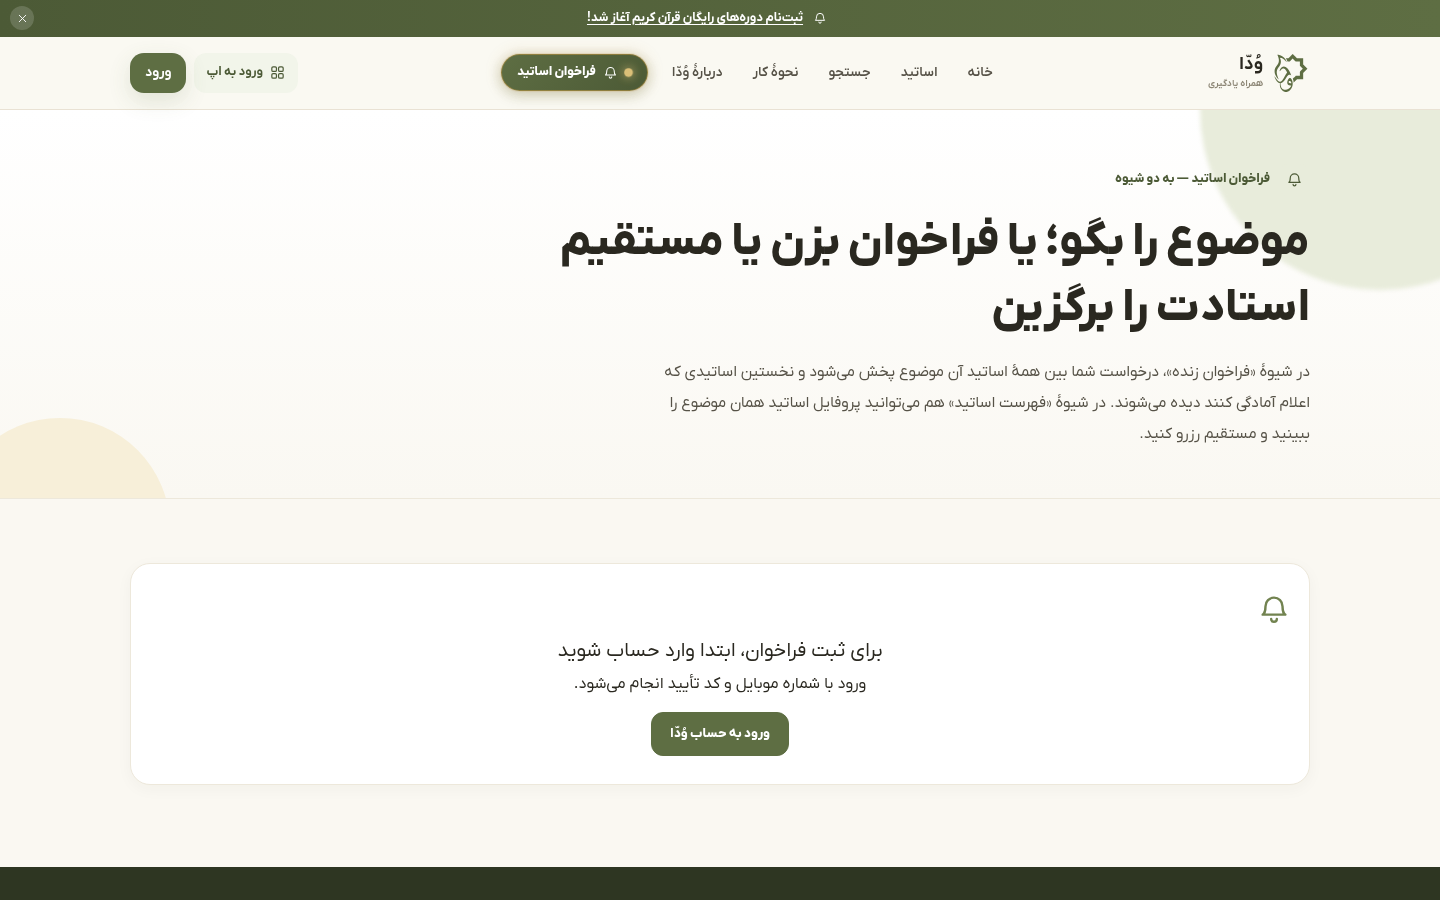 ثبت‌نام دوره‌های رایگان قرآن کریم آغاز شد!
وُدّا
همراه یادگیری
خانه
اساتید
جستجو
نحوهٔ کار
دربارهٔ وُدّا
فراخوان اساتید
ورود به اپ
ورود
فراخوان اساتید — به دو شیوه
موضوع را بگو؛ یا فراخوان بزن یا مستقیم
استادت را برگزین
در شیوهٔ «فراخوان زنده»، درخواست شما بین همهٔ اساتید آن موضوع پخش می‌شود و نخستین اساتیدی که
اعلام آمادگی کنند دیده می‌شوند. در شیوهٔ «فهرست اساتید» هم می‌توانید پروفایل اساتید همان موضوع را
ببینید و مستقیم رزرو کنید.
برای ثبت فراخوان، ابتدا وارد حساب شوید
ورود با شماره موبایل و کد تأیید انجام می‌شود.
ورود به حساب وُدّا